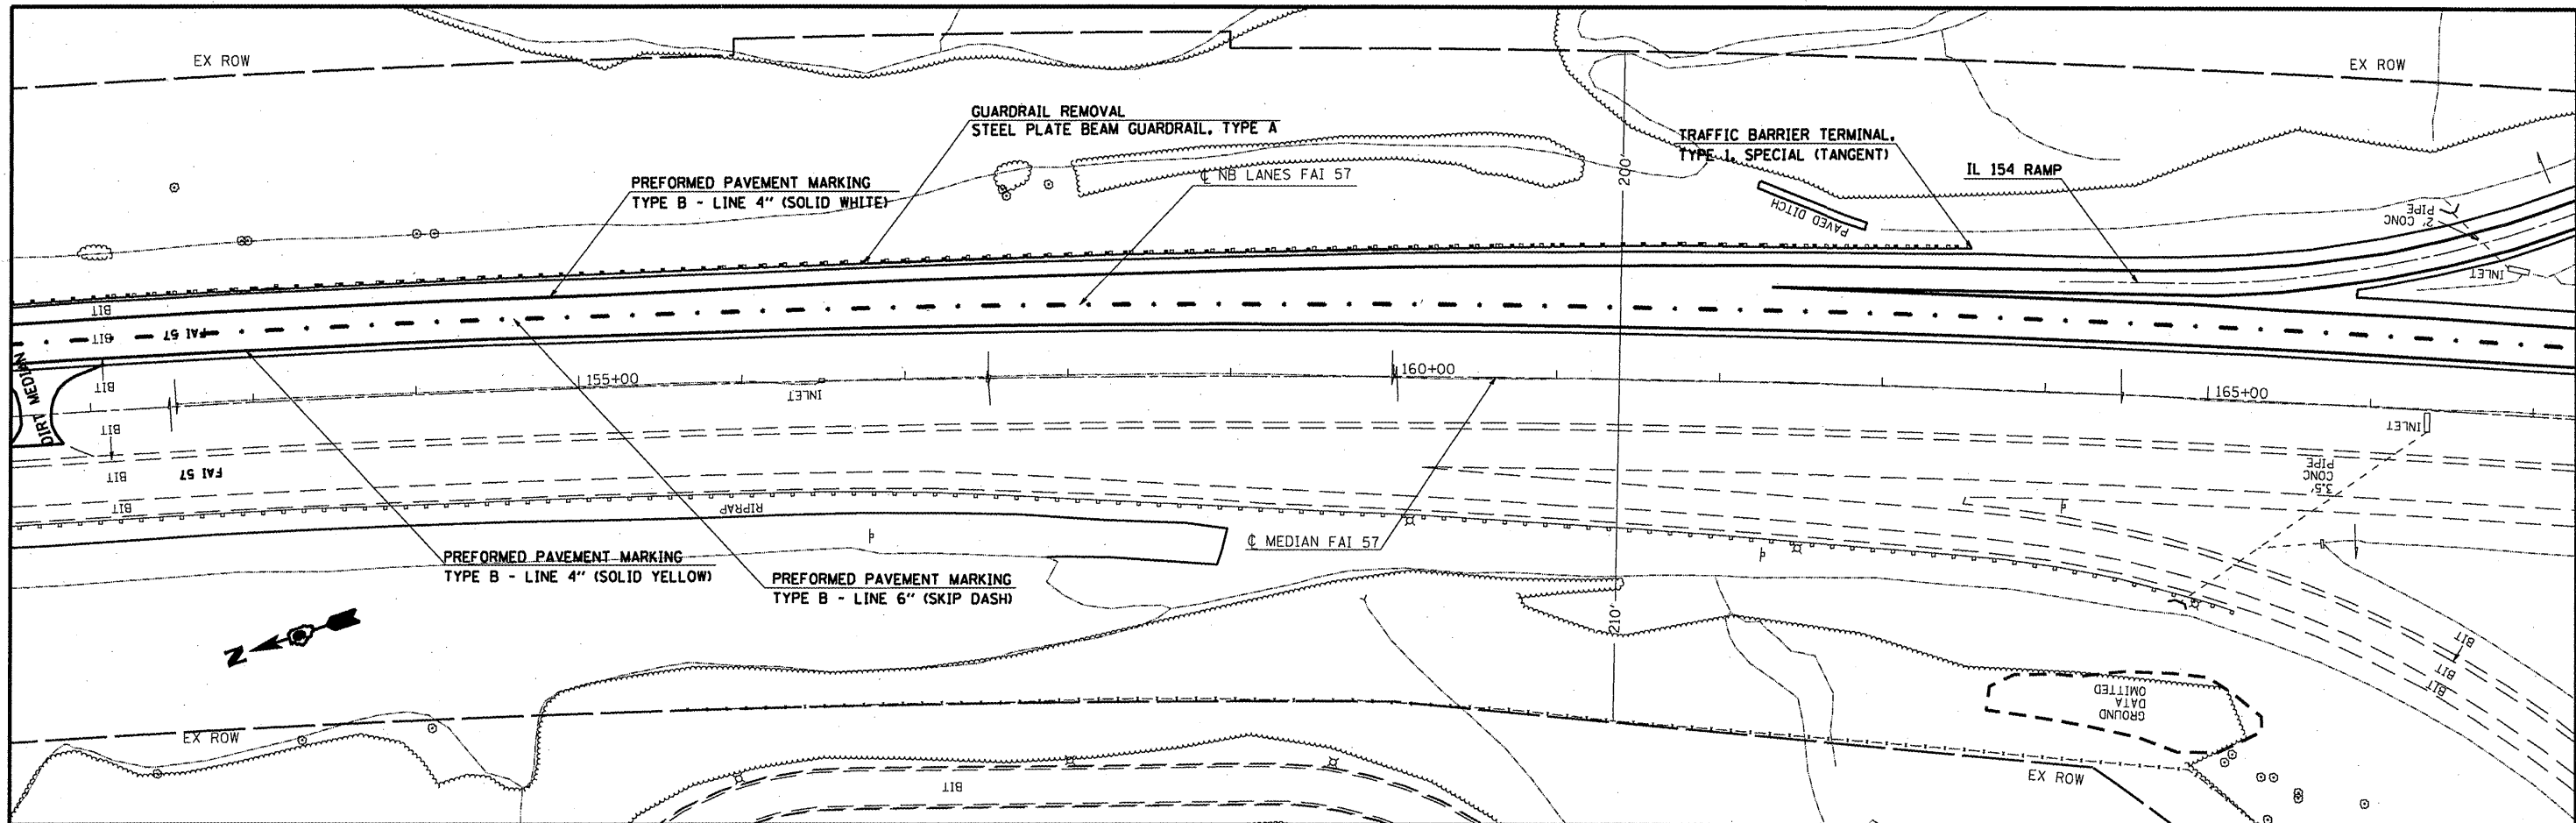 EX ROW
EX ROW
GUARDRAIL REMOVAL
STEEL PLATE BEAM GUARDRAIL, TYPE A
TRAFFIC BARRIER TERMINAL,
TYPE 1, SPECIAL (TANGENT)
PREFORMED PAVEMENT MARKING
TYPE B - LINE 4" (SOLID WHITE)
℄ NB LANES FAI 57
200'
IL 154 RAMP
PAVED DITCH
2' CONC
PIPE
INLET
BIT
BIT
FAI 57
DIRT MEDIAN
BIT
155+00
INLET
160+00
165+00
INLET
BIT
BIT
FAI 57
BIT
RIPRAP
3.5'
CONC
PIPE
℄ MEDIAN FAI 57
PREFORMED PAVEMENT MARKING
TYPE B - LINE 4" (SOLID YELLOW)
PREFORMED PAVEMENT MARKING
TYPE B - LINE 6" (SKIP DASH)
210'
N
BIT
BIT
BIT
GROUND
DATA
OMITTED
EX ROW
EX ROW
BIT